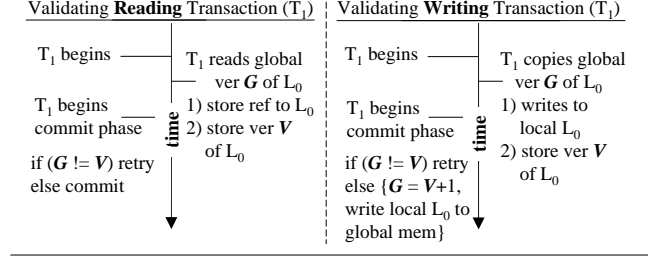 Validating Reading Transaction (T1)
T1 begins
T1 reads global
ver G of L0
1) store ref to L0
2) store ver V
of L0
T1 begins
commit phase
time
if (G != V) retry
else commit
Validating Writing Transaction (T1)
T1 begins
T1 copies global
ver G of L0
1) writes to
local L0
2) store ver V
of L0
T1 begins
commit phase
time
if (G != V) retry
else {G = V+1,
write local L0 to
global mem}